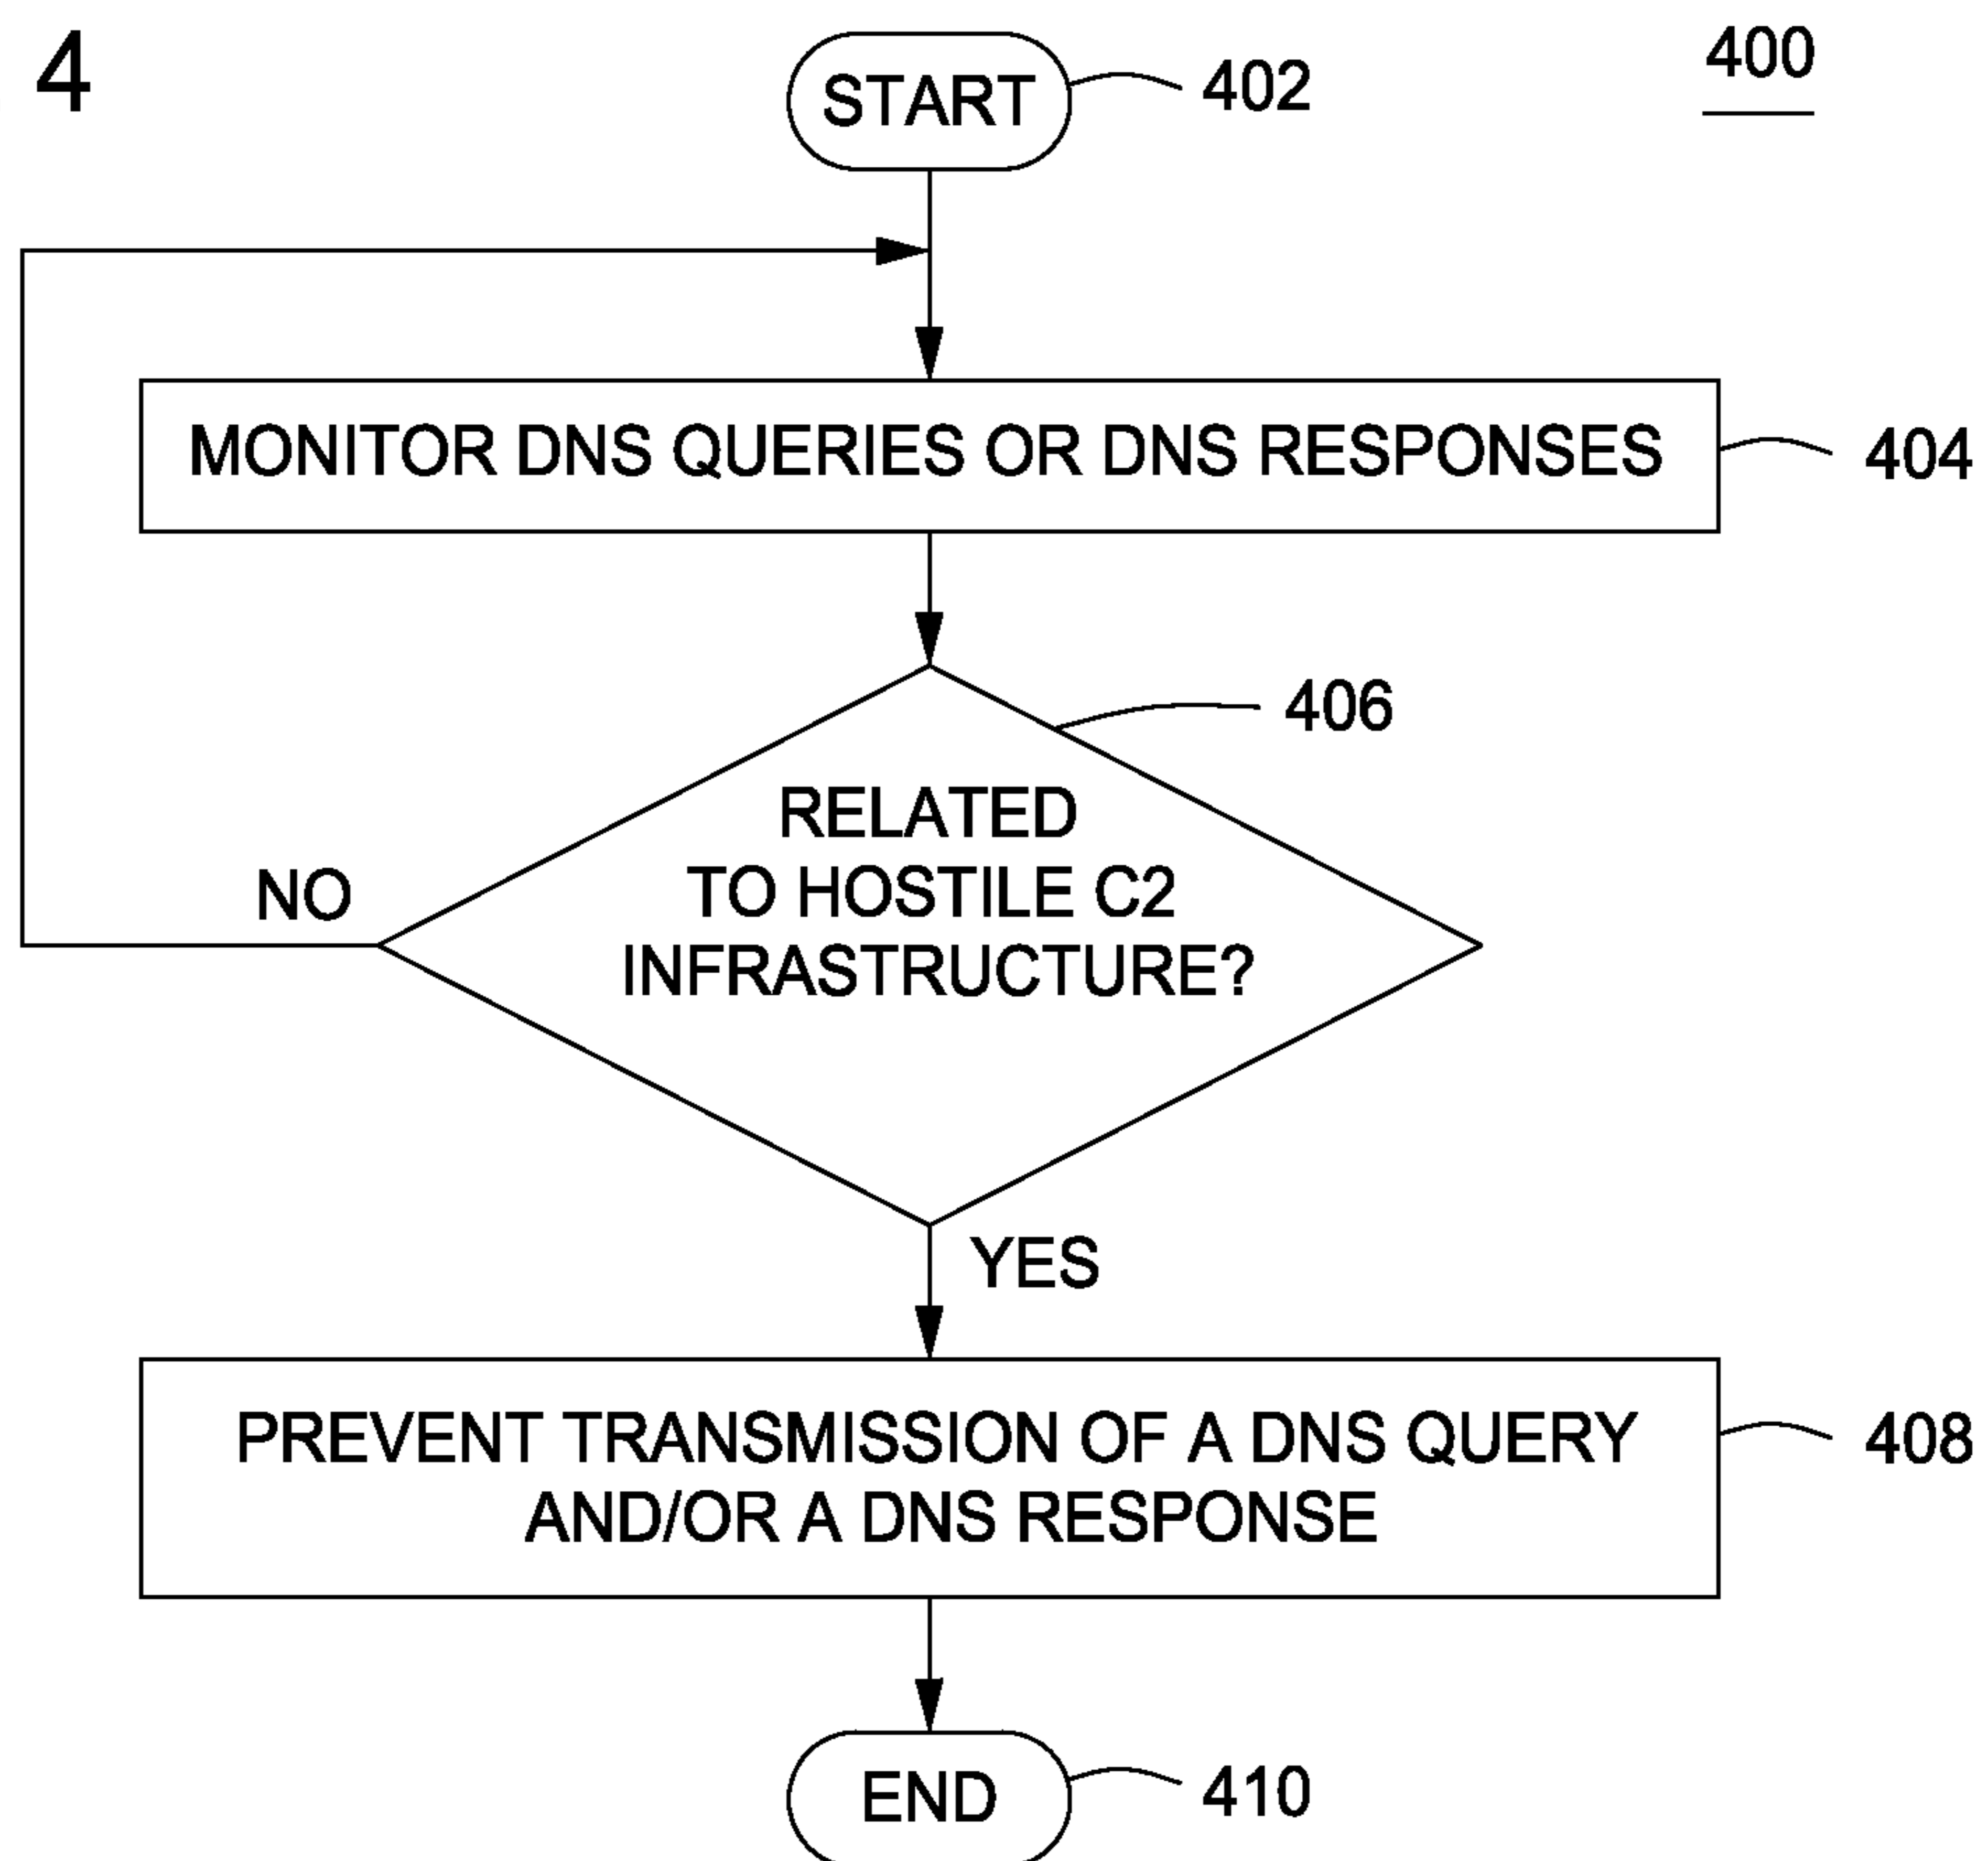 4
400
START
402
MONITOR DNS QUERIES OR DNS RESPONSES
404
406
RELATED
TO HOSTILE C2
INFRASTRUCTURE?
NO
YES
PREVENT TRANSMISSION OF A DNS QUERY
AND/OR A DNS RESPONSE
408
END
410